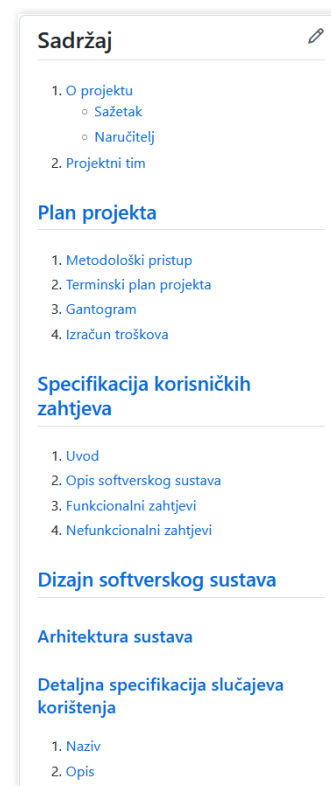 Sadržaj
1. O projektu
Sažetak
Naručitelj
2. Projektni tim
Plan projekta
1. Metodološki pristup
2. Terminski plan projekta
3. Gantogram
4. Izračun troškova
Specifikacija korisničkih
zahtjeva
1. Uvod
2. Opis softverskog sustava
3. Funkcionalni zahtjevi
4. Nefunkcionalni zahtjevi
Dizajn softverskog sustava
Arhitektura sustava
Detaljna specifikacija slučajeva
korištenja
1. Naziv
2. Opis